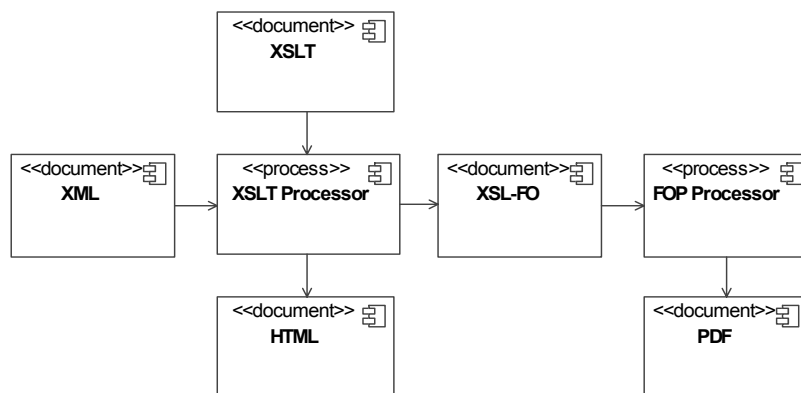 <<document>>
XSLT
<<document>>
XML
<<process>>
XSLT Processor
<<document>>
XSL-FO
<<process>>
FOP Processor
<<document>>
HTML
<<document>>
PDF